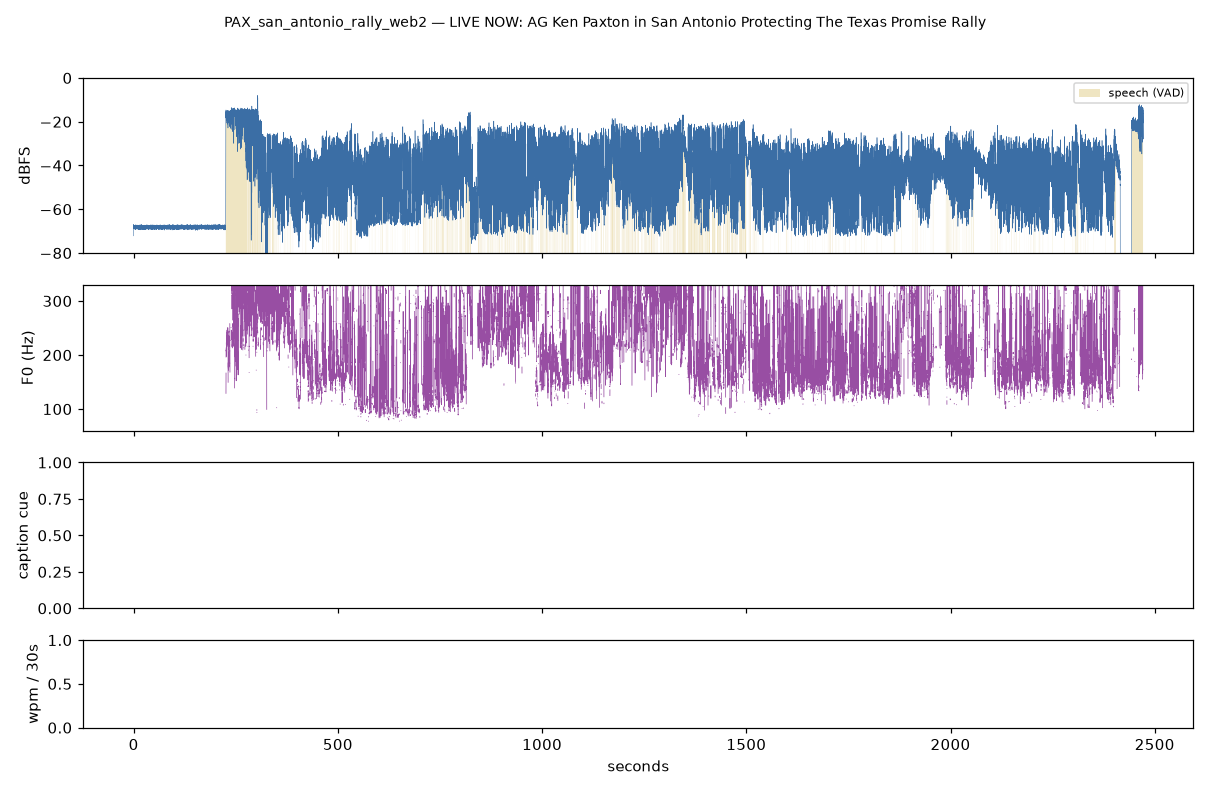 PAX_san_antonio_rally_web2 — LIVE NOW: AG Ken Paxton in San Antonio Protecting The Texas Promise Rally
0
−20
−40
−60
−80
dBFS
speech (VAD)
300
200
100
F0 (Hz)
1.00
0.75
0.50
0.25
0.00
caption cue
1.0
0.5
0.0
wpm / 30s
0 500 1000 1500 2000 2500
seconds